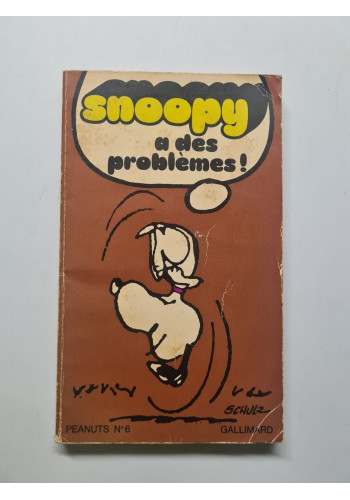 snoopy
a des
problèmes!
SCHULZ
PEANUTS N°6
GALLIMARD